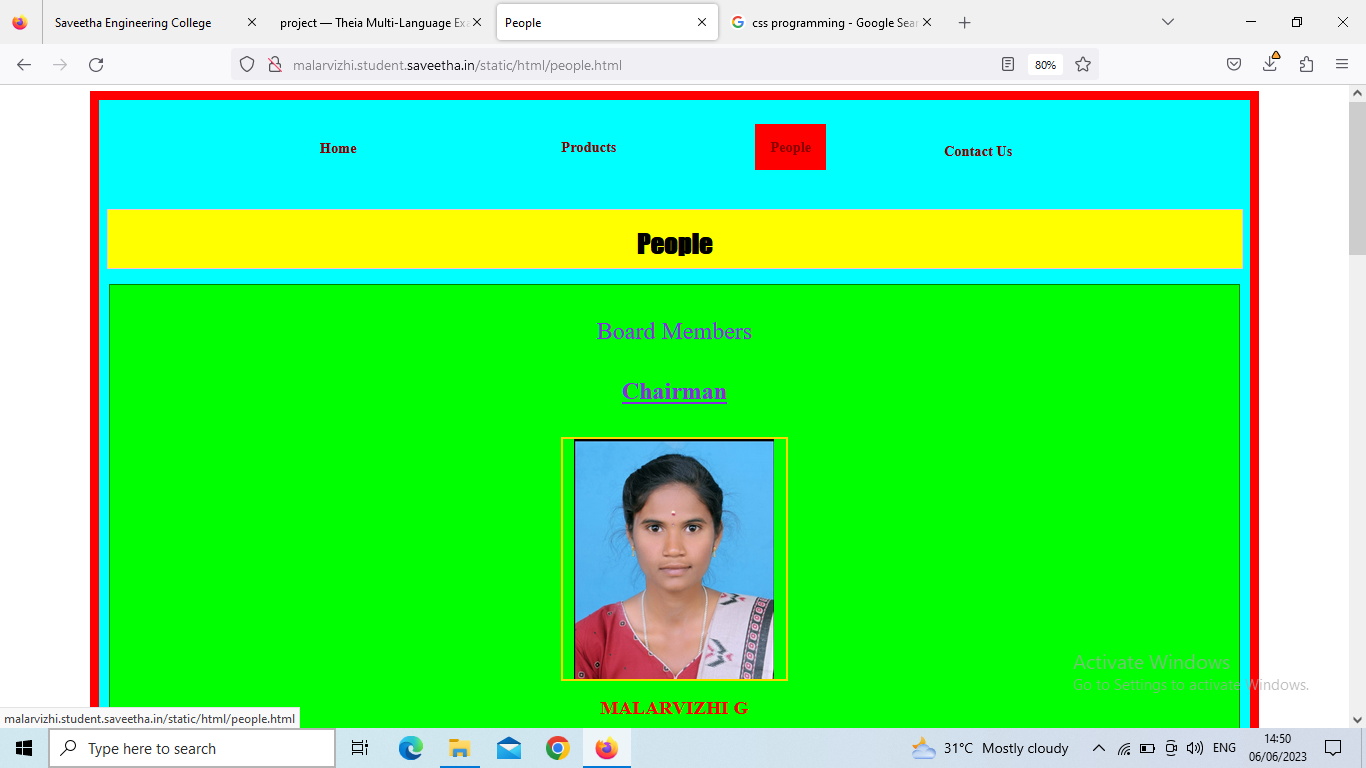 Saveetha Engineering College
project — Theia Multi-Language Exa
People
css programming - Google Sear
malarvizhi.student.saveetha.in/static/html/people.html
80%
Home
Products
People
Contact Us
People
Board Members
Chairman
MALARVIZHI G
Activate Windows
Go to Settings to activate Windows.
malarvizhi.student.saveetha.in/static/html/people.html
Type here to search
31°C Mostly cloudy
ENG
14:50
06/06/2023